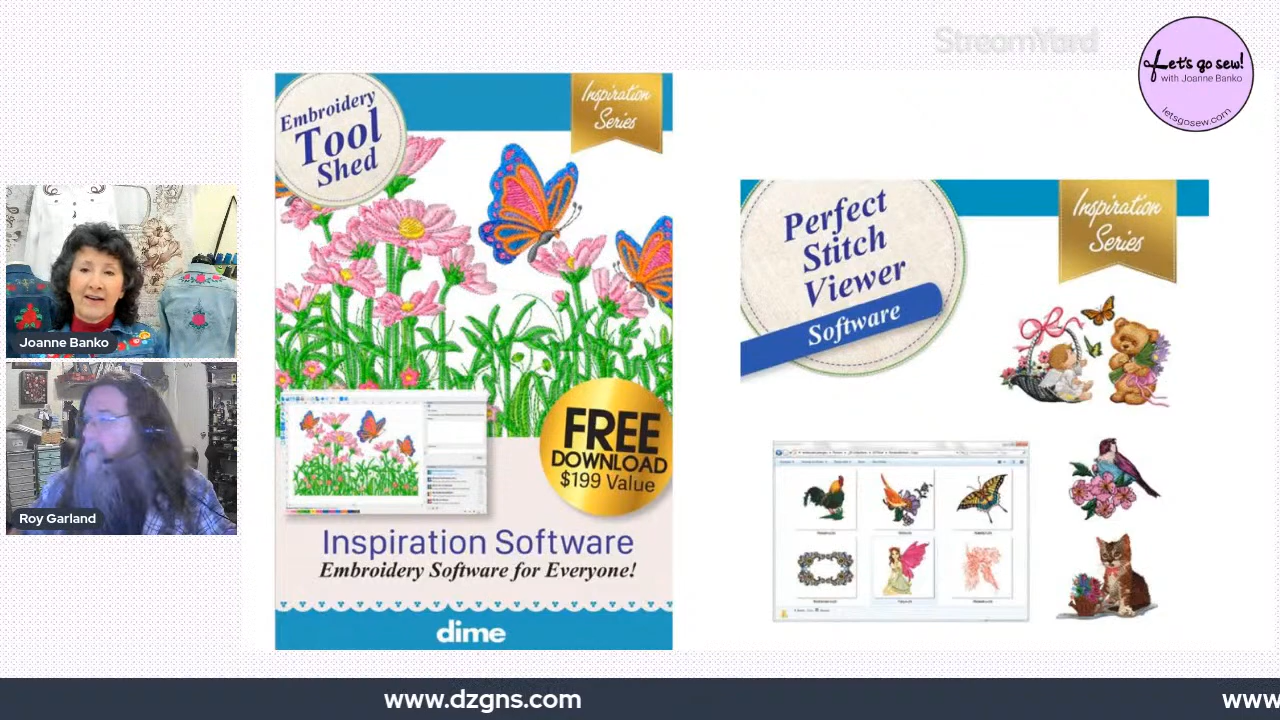 StreamYard
Let's go sew!
with Joanne Banko
letsgosew.com
Embroidery
Tool
Shed
Inspiration
Series
FREE
DOWNLOAD
$199 Value
Inspiration Software
Embroidery Software for Everyone!
dime
Perfect
Stitch
Viewer
Software
Inspiration
Series
Joanne Banko
Roy Garland
www.dzgns.com
www